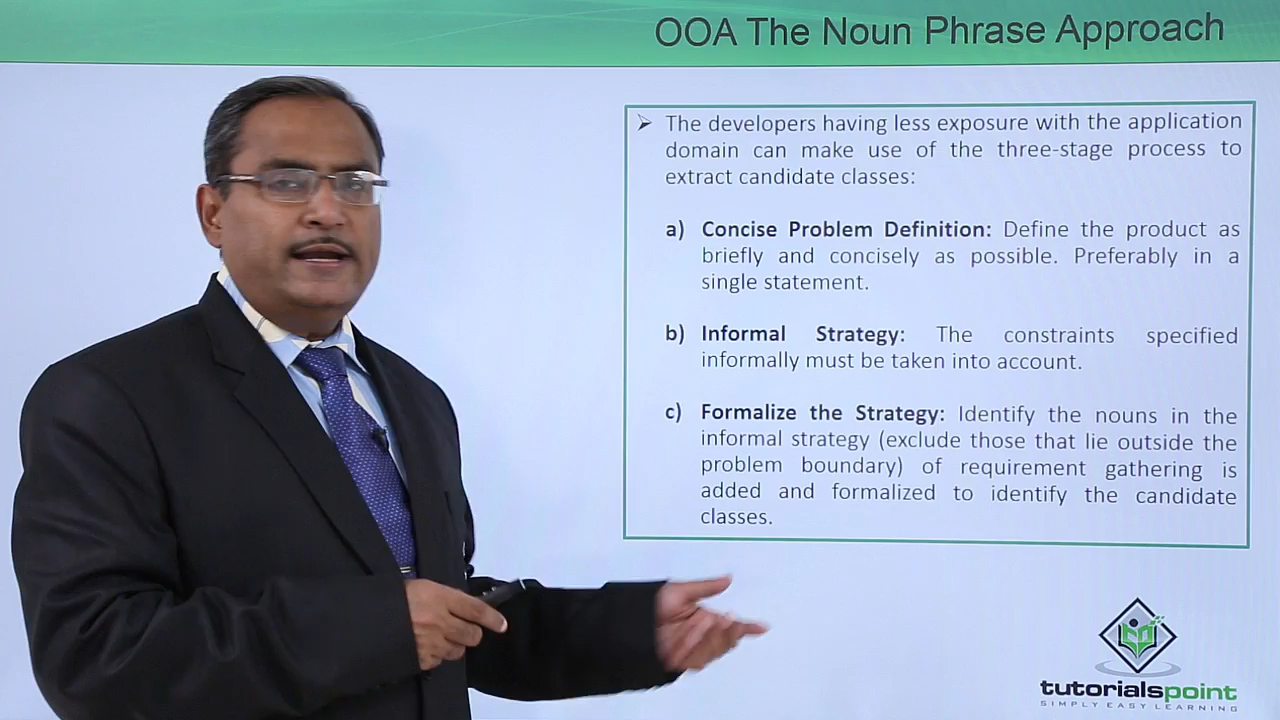 OOA The Noun Phrase Approach
➢ The developers having less exposure with the application
domain can make use of the three-stage process to
extract candidate classes:
a) Concise Problem Definition: Define the product as
briefly and concisely as possible. Preferably in a
single statement.
b) Informal Strategy: The constraints specified
informally must be taken into account.
c) Formalize the Strategy: Identify the nouns in the
informal strategy (exclude those that lie outside the
problem boundary) of requirement gathering is
added and formalized to identify the candidate
classes.
tutorialspoint
SIMPLY EASY LEARNING